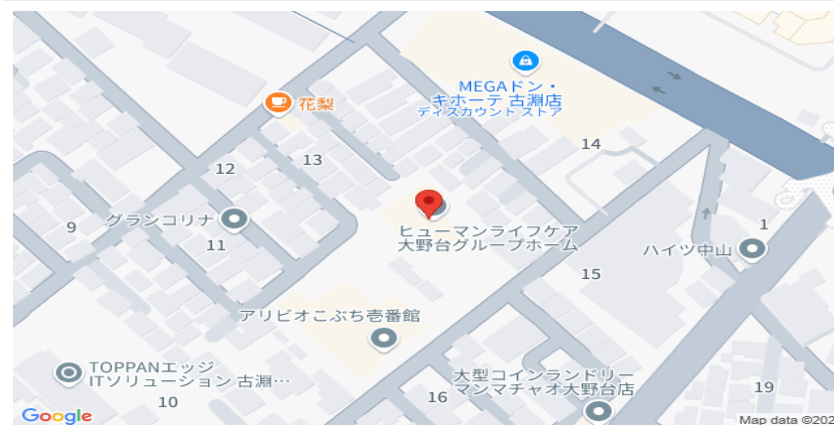 MEGAドン・
キホーテ 古淵店
ディスカウント ストア
花梨
14
13
12
グランコリナ
9
11
ヒューマンライフケア
大野台グループホーム
1
ハイツ中山
15
アリビオこぶち壱番館
TOPPANエッジ
ITソリューション 古淵…
10
大型コインランドリー
マンマチャオ大野台店
16
19
Google
Map data ©202